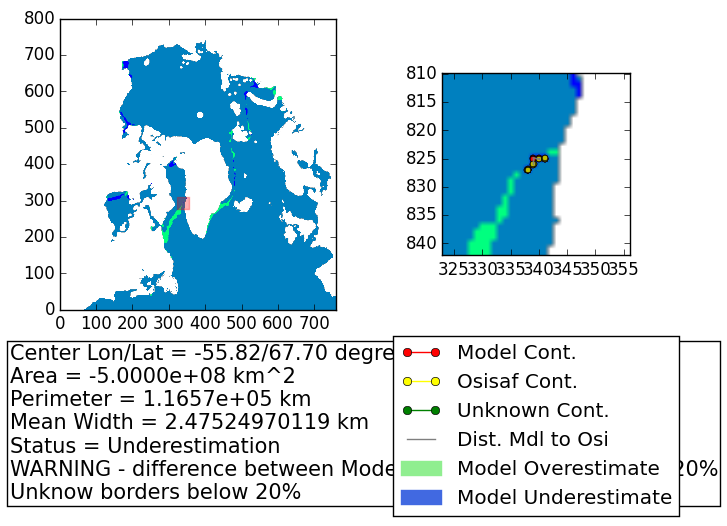 800
700
600
500
400
300
200
100
0
0 100 200 300 400 500 600 700
810
815
820
825
830
835
840
325 330 335 340 345 350 355
Center Lon/Lat = -55.82/67.70
Area = -5.0000e+08 km^2
Perimeter = 1.1657e+05 km
Mean Width = 2.47524970119 km
Status = Underestimation
WARNING - difference between 20%
Unknow borders below 20%
Model Cont.
Osisaf Cont.
Unknown Cont.
Dist. Mdl to Osi
Model Overestimate
Model Underestimate